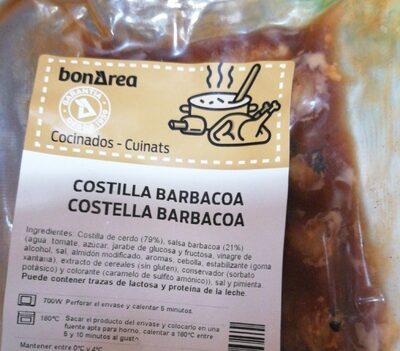 bonÀrea
GARANTIA
Cocinados - Cuinats
COSTILLA BARBACOA
COSTELLA BARBACOA
Ingredientes: Costilla de cerdo (79%), salsa barbacoa (21%)
(agua, tomate, azúcar, jarabe de glucosa y fructosa, vinagre de
alcohol, sal, almidón modificado, aromas, cebolla, estabilizante (goma
xantana), extracto de cereales (sin gluten), conservador (sorbato
potásico) y colorante (caramelo de sulfito amónico), sal y pimienta.
Puede contener trazas de lactosa y proteína de la leche.
700W Perforar el envase y calentar 5 minutos.
180ºC Sacar el producto del envase y colocarlo en una
fuente apta para horno, calentar a 180ºC entre
5 y 10 minutos al gusto.
Mantener entre 0ºC y 4ºC